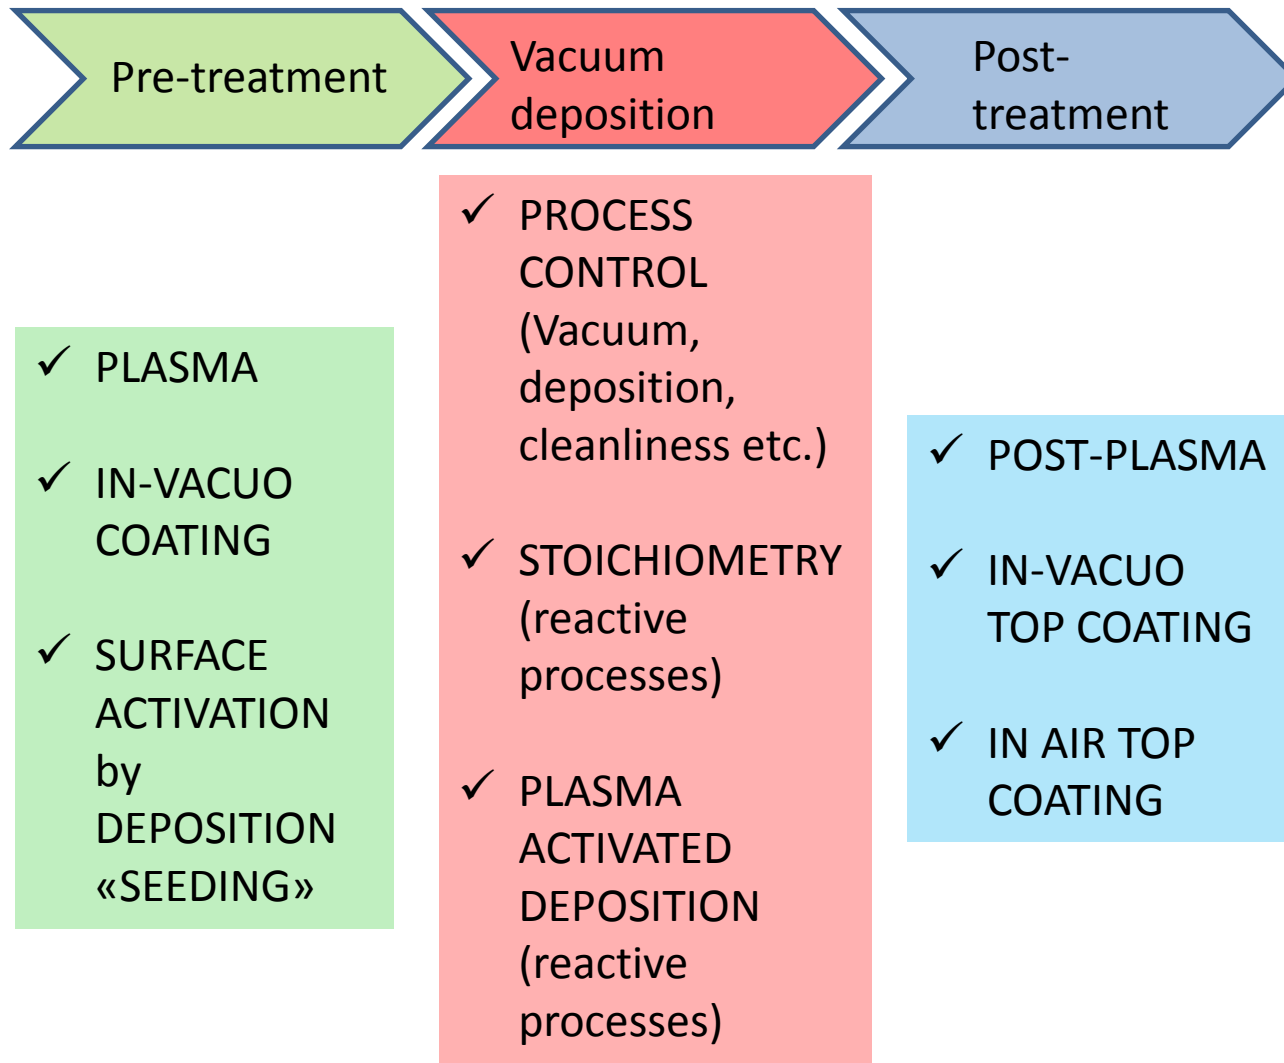 Pre-treatment
Vacuum
deposition
Post-
treatment
✓ PLASMA
✓ IN-VACUO
COATING
✓ SURFACE
ACTIVATION
by
DEPOSITION
«SEEDING»
✓ PROCESS
CONTROL
(Vacuum,
deposition,
cleanliness etc.)
✓ STOICHIOMETRY
(reactive
processes)
✓ PLASMA
ACTIVATED
DEPOSITION
(reactive
processes)
✓ POST-PLASMA
✓ IN-VACUO
TOP COATING
✓ IN AIR TOP
COATING